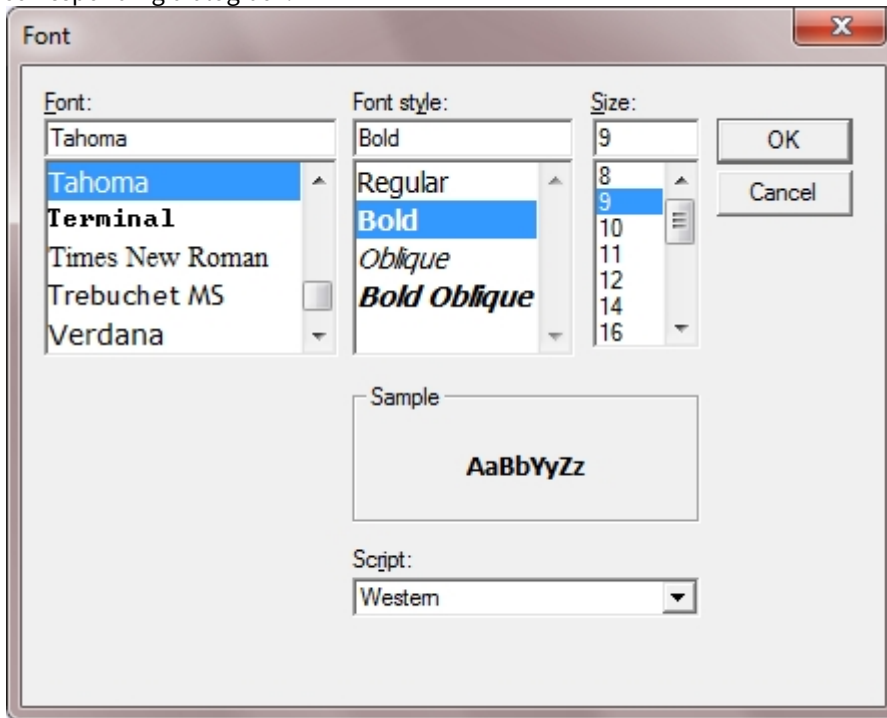 Font
Font:
Font style:
Size:
Tahoma
Bold
9
OK
Cancel
Tahoma
Terminal
Times New Roman
Trebuchet MS
Verdana
Regular
Bold
Oblique
Bold Oblique
8
9
10
11
12
14
16
Sample
AaBbYyZz
Script:
Western